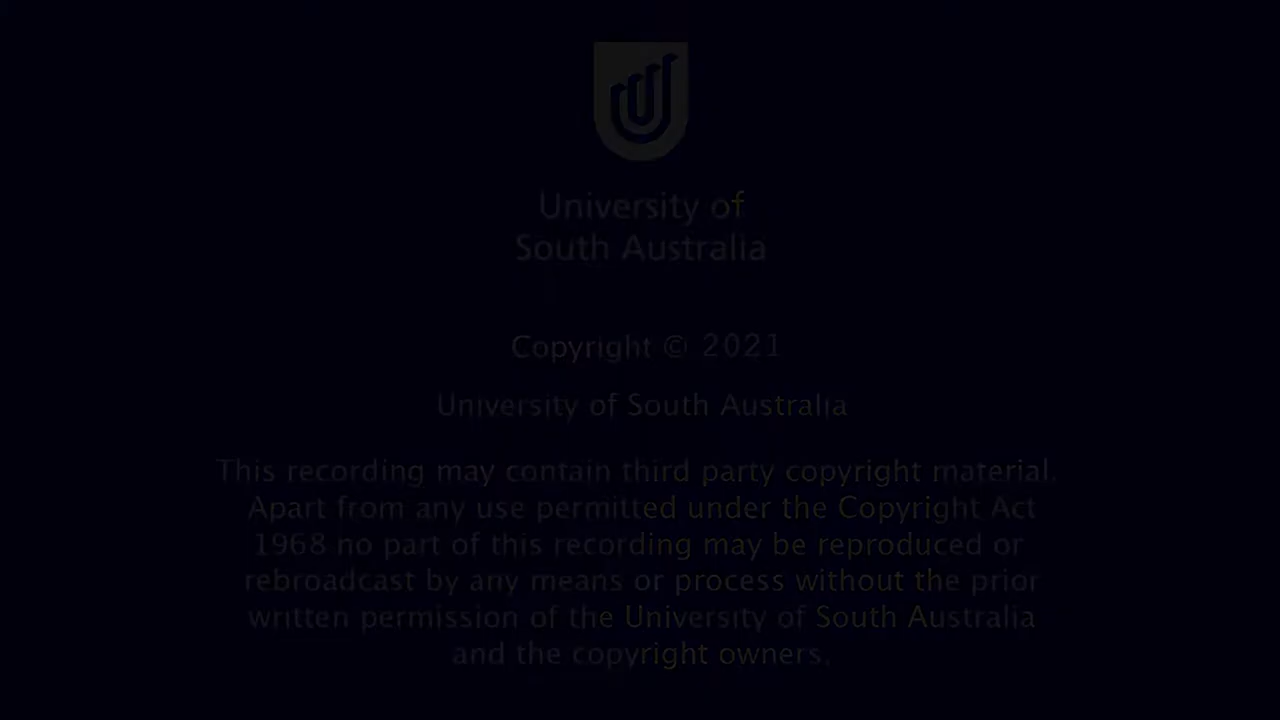 University of
South Australia
Copyright © 2021
University of South Australia
This recording may contain third party copyright material.
Apart from any use permitted under the Copyright Act
1968 no part of this recording may be reproduced or
rebroadcast by any means or process without the prior
written permission of the University of South Australia
and the copyright owners.